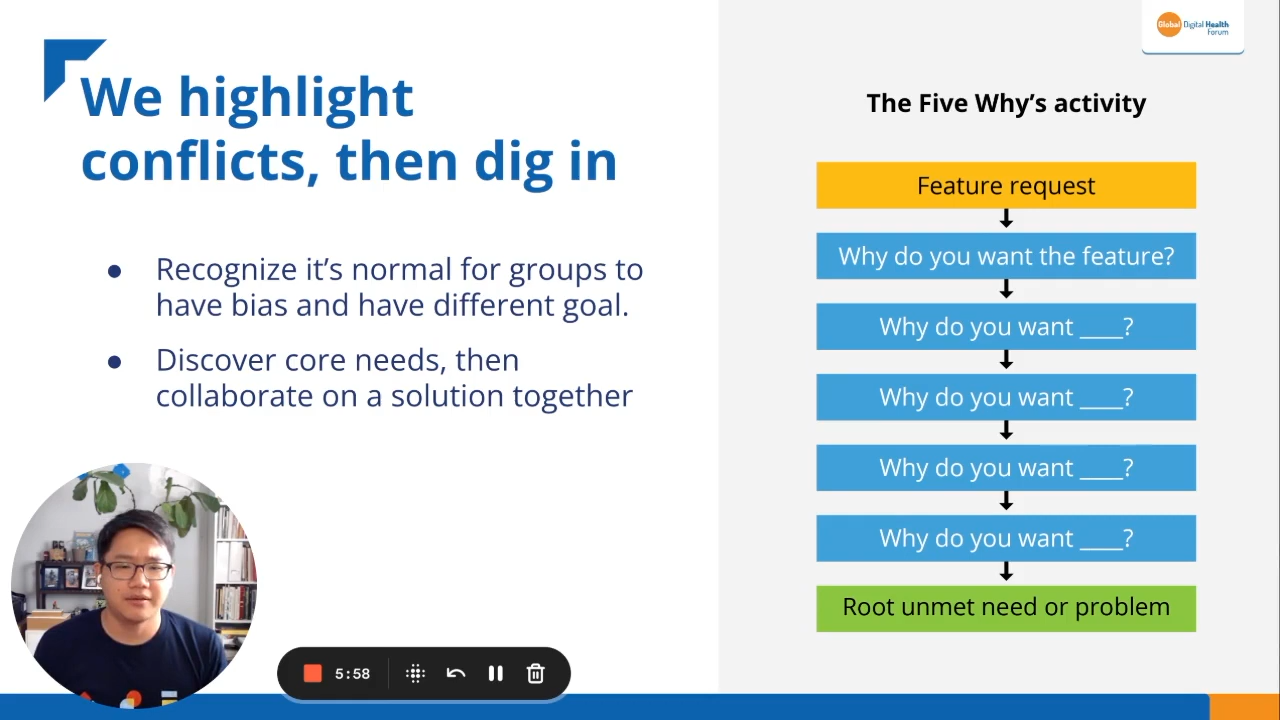 Global Digital Health
Forum
We highlight
conflicts, then dig in
● Recognize it’s normal for groups to
have bias and have different goal.
● Discover core needs, then
collaborate on a solution together
The Five Why’s activity
Feature request
Why do you want the feature?
Why do you want ____?
Why do you want ____?
Why do you want ____?
Why do you want ____?
Root unmet need or problem
5:58